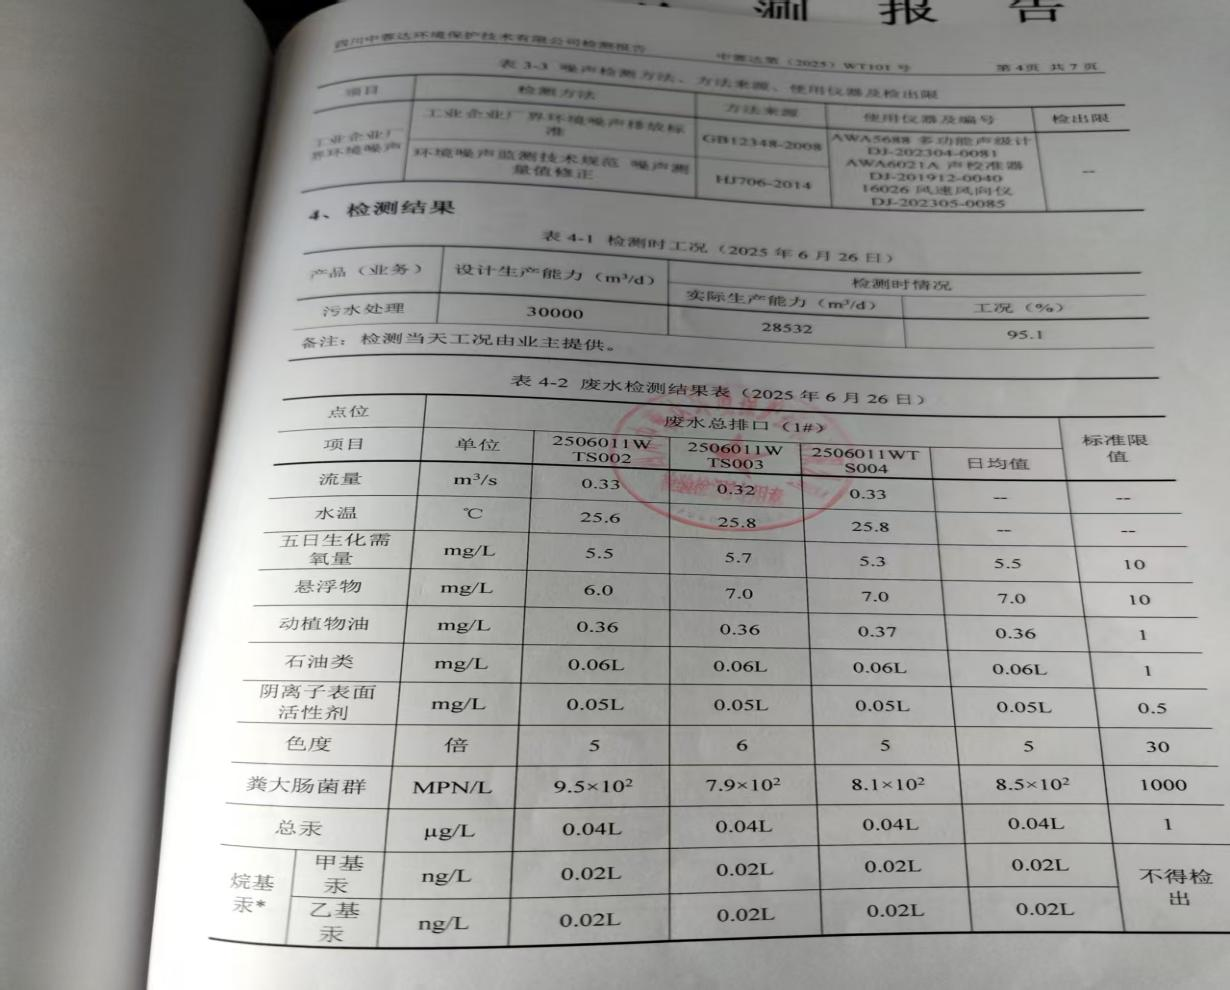 测 报 告
四川中赛达环境保护技术有限公司检测报告 中赛达第（2025）WT101 号 第 4页 共 7 页
表 3-3 噪声检测方法、方法来源、使用仪器及检出限
项目 检测方法 方法来源 使用仪器及编号 检出限
工业企业厂界环境噪声 工业企业厂界环境噪声排放标准 GB12348-2008 AWA5688 多功能声级计
DJ-202304-0081
AWA6021A 声校准器
环境噪声监测技术规范 噪声测量值修正 HJ706-2014 DJ-201912-0040
16026 风速风向仪
DJ-202305-0085 --
4、检测结果
表 4-1 检测时工况（2025 年 6 月 26 日）
产品（业务） 设计生产能力（m³/d） 检测时情况
实际生产能力（m³/d） 工况（%）
污水处理 30000 28532 95.1
备注：检测当天工况由业主提供。
表 4-2 废水检测结果表（2025 年 6 月 26 日）
点位 废水总排口（1#） 标准限值
项目 单位 2506011WTS002 2506011WTS003 2506011WTS004 日均值
流量 m³/s 0.33 0.32 0.33 -- --
水温 ℃ 25.6 25.8 25.8 -- --
五日生化需氧量 mg/L 5.5 5.7 5.3 5.5 10
悬浮物 mg/L 6.0 7.0 7.0 7.0 10
动植物油 mg/L 0.36 0.36 0.37 0.36 1
石油类 mg/L 0.06L 0.06L 0.06L 0.06L 1
阴离子表面活性剂 mg/L 0.05L 0.05L 0.05L 0.05L 0.5
色度 倍 5 6 5 5 30
粪大肠菌群 MPN/L 9.5×10² 7.9×10² 8.1×10² 8.5×10² 1000
总汞 μg/L 0.04L 0.04L 0.04L 0.04L 1
烷基汞* 甲基汞 ng/L 0.02L 0.02L 0.02L 0.02L 不得检出
乙基汞 ng/L 0.02L 0.02L 0.02L 0.02L